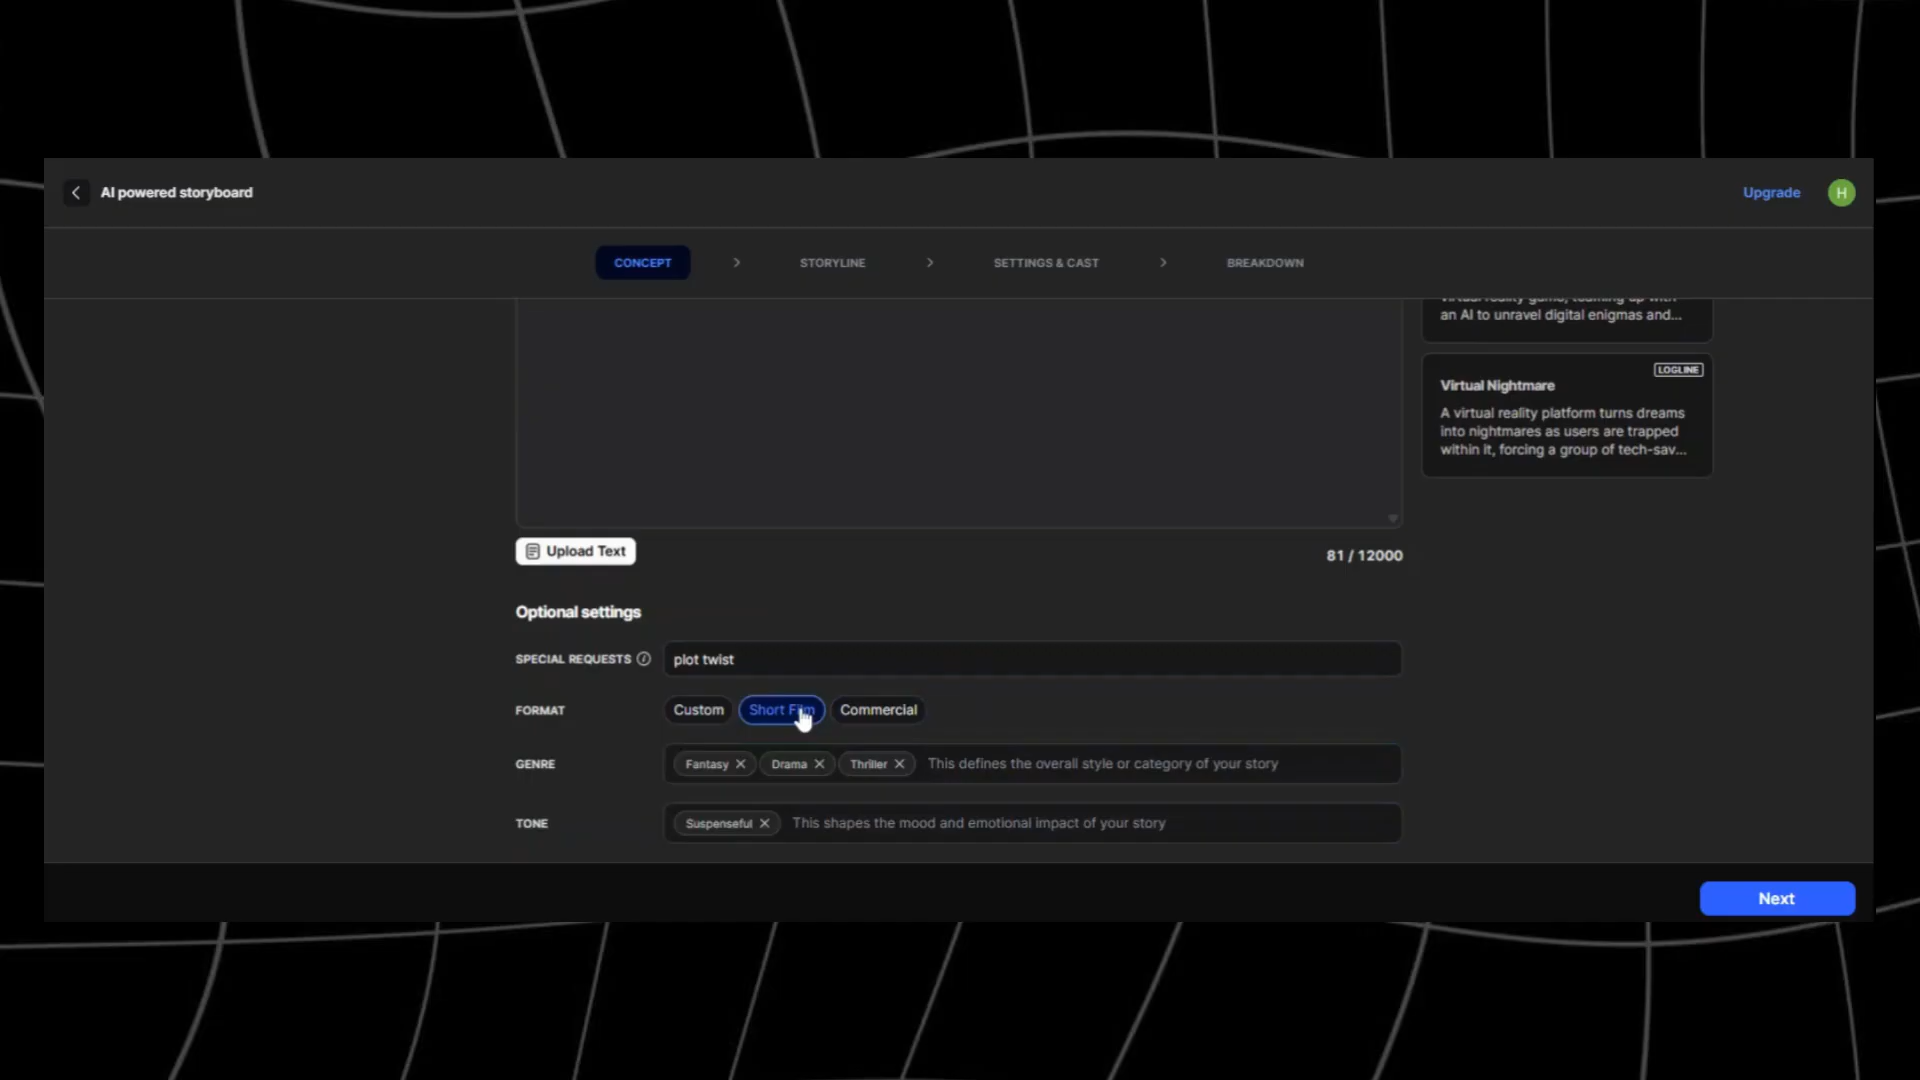 AI powered storyboard
Upgrade
H
CONCEPT
STORYLINE
SETTINGS & CAST
BREAKDOWN
an AI to unravel digital enigmas and...
LOGLINE
Virtual Nightmare
A virtual reality platform turns dreams
into nightmares as users are trapped
within it, forcing a group of tech-sav...
Upload Text
81 / 12000
Optional settings
SPECIAL REQUESTS
plot twist
FORMAT
Custom
Short Film
Commercial
GENRE
Fantasy
Drama
Thriller
This defines the overall style or category of your story
TONE
Suspenseful
This shapes the mood and emotional impact of your story
Next